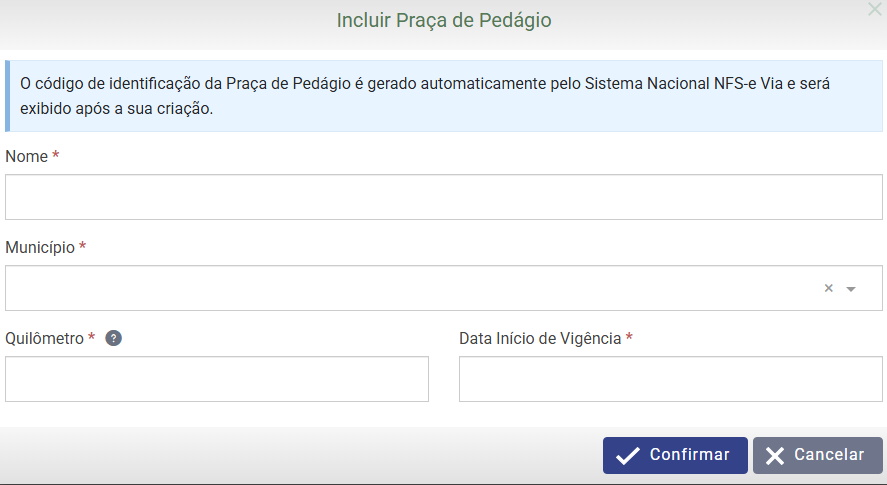 Incluir Praça de Pedágio
O código de identificação da Praça de Pedágio é gerado automaticamente pelo Sistema Nacional NFS-e Via e será
exibido após a sua criação.
Nome *
Município *
Quilômetro * ?
Data Início de Vigência *
Confirmar
Cancelar